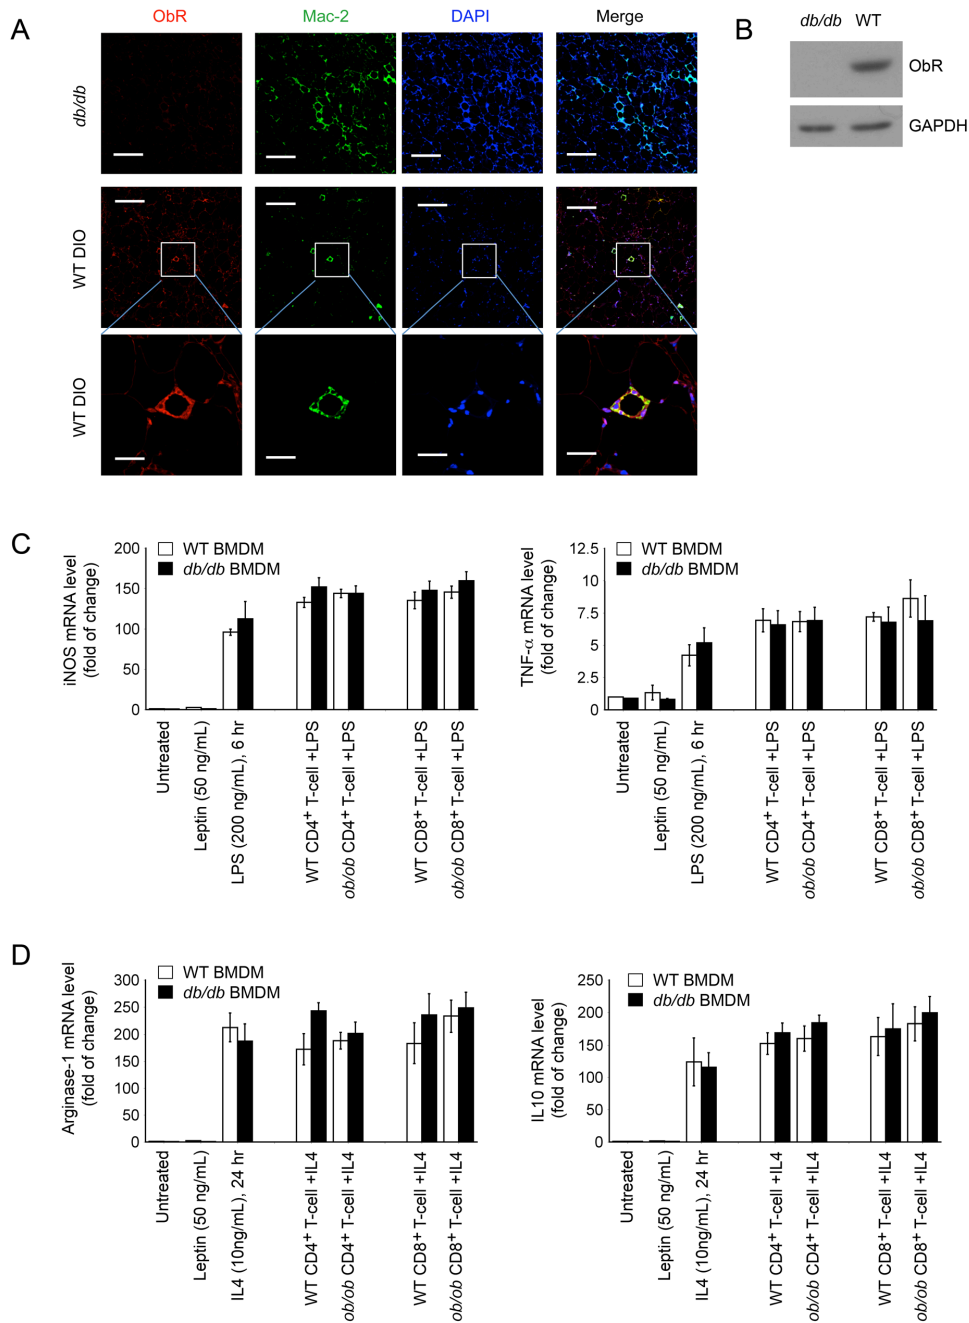 A
ObR
Mac-2
DAPI
Merge
db/db
WT DIO
WT DIO
B
db/db WT
ObR
GAPDH
C
iNOS mRNA level
(fold of change)
200
150
100
50
0
WT BMDM
db/db BMDM
Untreated
Leptin (50 ng/mL)
LPS (200 ng/mL), 6 hr
WT CD4+ T-cell +LPS
ob/ob CD4+ T-cell +LPS
WT CD8+ T-cell +LPS
ob/ob CD8+ T-cell +LPS
TNF-α mRNA level
(fold of change)
12.5
10
7.5
5
2.5
0
WT BMDM
db/db BMDM
Untreated
Leptin (50 ng/mL)
LPS (200 ng/mL), 6 hr
WT CD4+ T-cell +LPS
ob/ob CD4+ T-cell +LPS
WT CD8+ T-cell +LPS
ob/ob CD8+ T-cell +LPS
D
Arginase-1 mRNA level
(fold of change)
300
250
200
150
100
50
0
WT BMDM
db/db BMDM
Untreated
Leptin (50 ng/mL)
IL4 (10ng/mL), 24 hr
WT CD4+ T-cell +IL4
ob/ob CD4+ T-cell +IL4
WT CD8+ T-cell +IL4
ob/ob CD8+ T-cell +IL4
IL10 mRNA level
(fold of change)
250
200
150
100
50
0
WT BMDM
db/db BMDM
Untreated
Leptin (50 ng/mL)
IL4 (10ng/mL), 24 hr
WT CD4+ T-cell +IL4
ob/ob CD4+ T-cell +IL4
WT CD8+ T-cell +IL4
ob/ob CD8+ T-cell +IL4